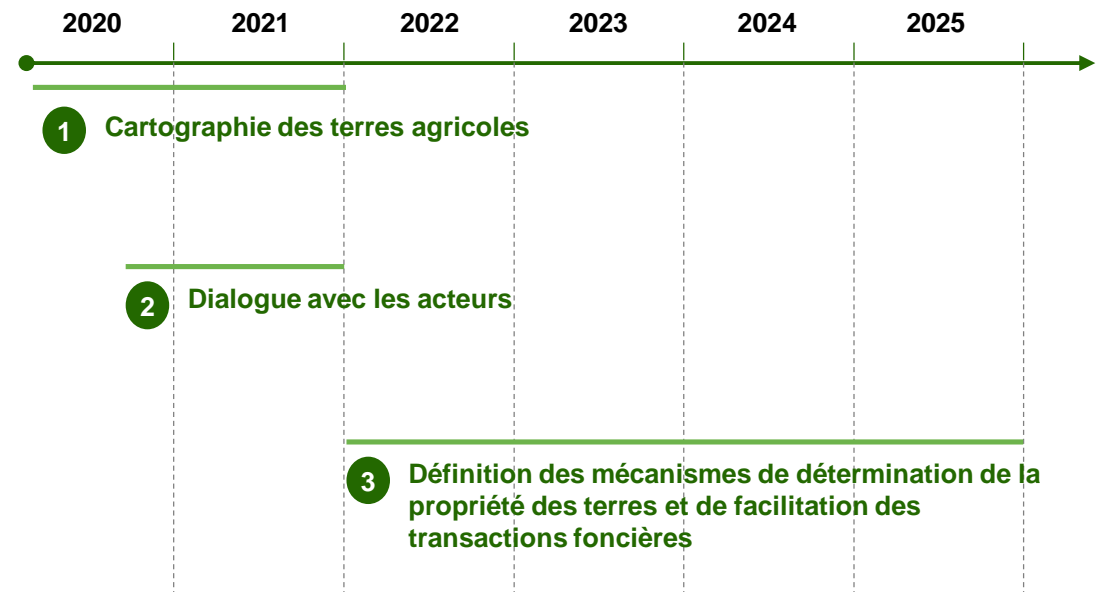 2020 2021 2022 2023 2024 2025
1 Cartographie des terres agricoles
2 Dialogue avec les acteurs
3 Définition des mécanismes de détermination de la
propriété des terres et de facilitation des
transactions foncières